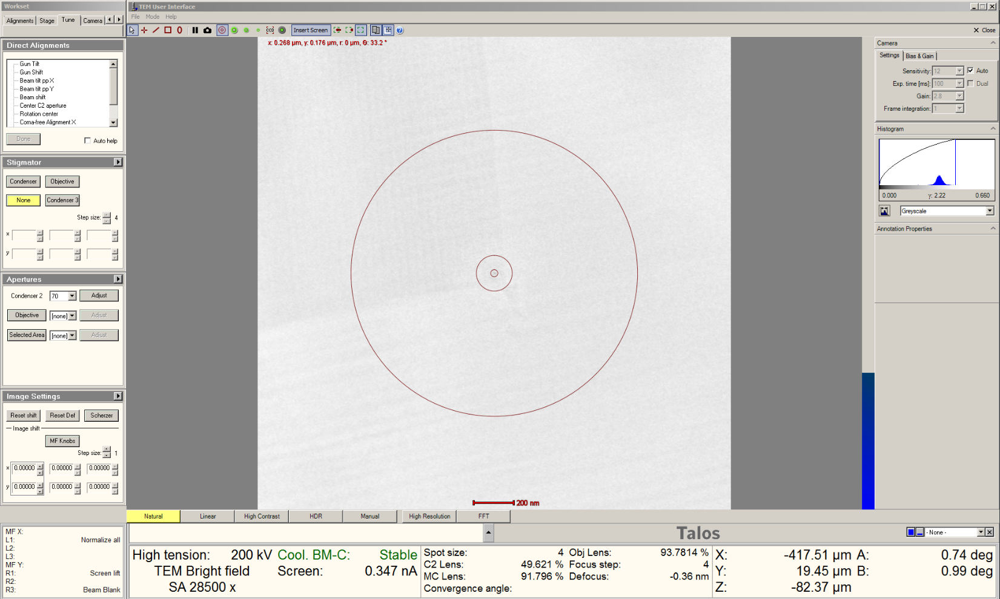 Workset
Alignments Stage Tune Camera
Direct Alignments
Gun Tilt
Gun Shift
Beam tilt pp X
Beam tilt pp Y
Beam shift
Center C2 aperture
Rotation center
Coma-free Alignment X
Done Auto help
Stigmator
Condenser Objective
None Condenser 3
Step size: 4
x
y
Apertures
Condenser 2 70 Adjust
Objective [none] Adjust
Selected Area [none] Adjust
Image Settings
Reset shift Reset Def Scherzer
Image shift
MF Knobs
Step size: 1
x 0.00000 0.00000 0.00000
y 0.00000 0.00000 0.00000
MF X:
L1: Normalize all
L2:
L3:
MF Y:
R1: Screen lift
R2:
R3: Beam Blank
TEM User Interface
File Mode Help
CCD Insert Screen Close
x: 0.268 µm, y: 0.176 µm, r: 0 µm, Θ: 33.2 °
200 nm
Camera
Settings Bias & Gain
Sensitivity: 12 Auto
Exp. time [ms]: 100 Dual
Gain: 2.8
Frame integration: 1
Histogram
0.000 γ: 2.22 0.660
Greyscale
Annotation Properties
Natural Linear High Contrast HDR Manual High Resolution FFT
Talos
- None -
High tension: 200 kV Cool. BM-C: Stable
TEM Bright field Screen: 0.347 nA
SA 28500 x
Spot size: 4 Obj Lens: 93.7814 %
C2 Lens: 49.621 % Focus step: 4
MC Lens: 91.796 % Defocus: -0.36 nm
Convergence angle:
X: -417.51 µm A: 0.74 deg
Y: 19.45 µm B: 0.99 deg
Z: -82.37 µm